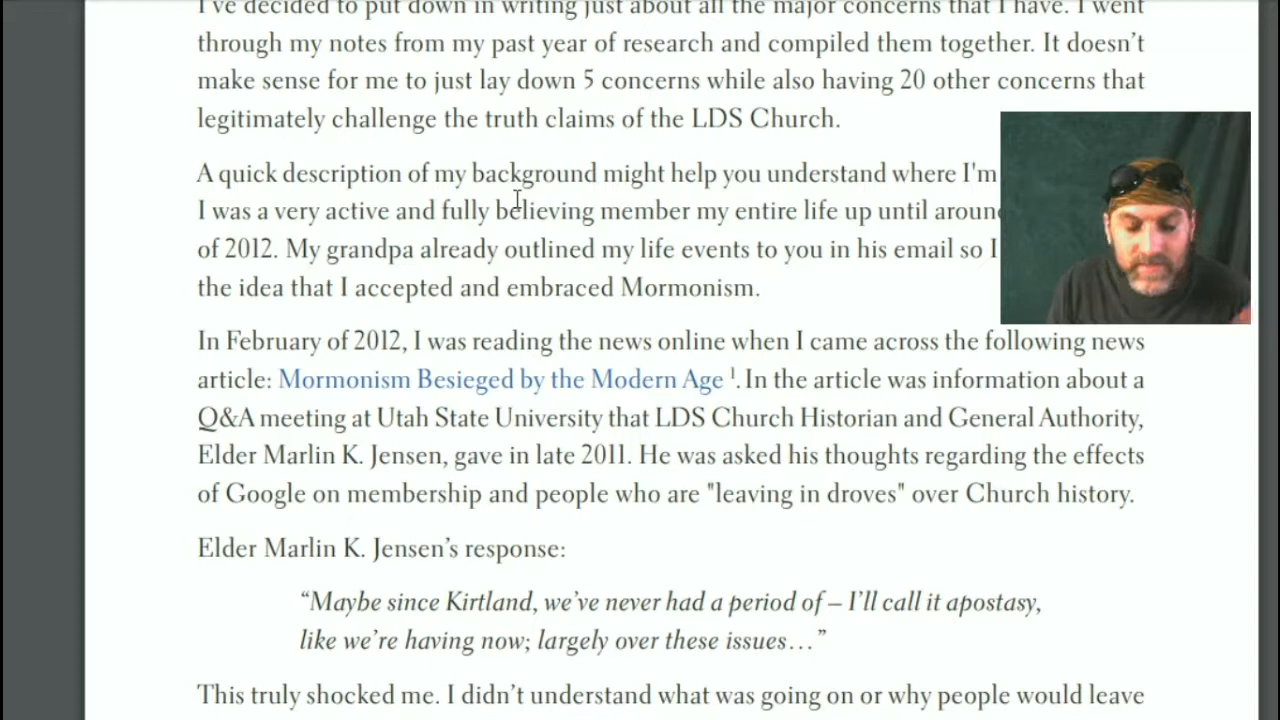 I've decided to put down in writing just about all the major concerns that I have. I went
through my notes from my past year of research and compiled them together. It doesn't
make sense for me to just lay down 5 concerns while also having 20 other concerns that
legitimately challenge the truth claims of the LDS Church.
A quick description of my background might help you understand where I'm
I was a very active and fully believing member my entire life up until around
of 2012. My grandpa already outlined my life events to you in his email so I
the idea that I accepted and embraced Mormonism.
In February of 2012, I was reading the news online when I came across the following news
article: Mormonism Besieged by the Modern Age ¹. In the article was information about a
Q&A meeting at Utah State University that LDS Church Historian and General Authority,
Elder Marlin K. Jensen, gave in late 2011. He was asked his thoughts regarding the effects
of Google on membership and people who are "leaving in droves" over Church history.
Elder Marlin K. Jensen's response:
“Maybe since Kirtland, we've never had a period of – I'll call it apostasy,
like we're having now; largely over these issues…”
This truly shocked me. I didn't understand what was going on or why people would leave